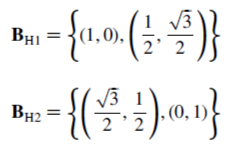 B_H1 = {(1, 0), (1/2, √3/2)}
B_H2 = {(√3/2, 1/2), (0, 1)}